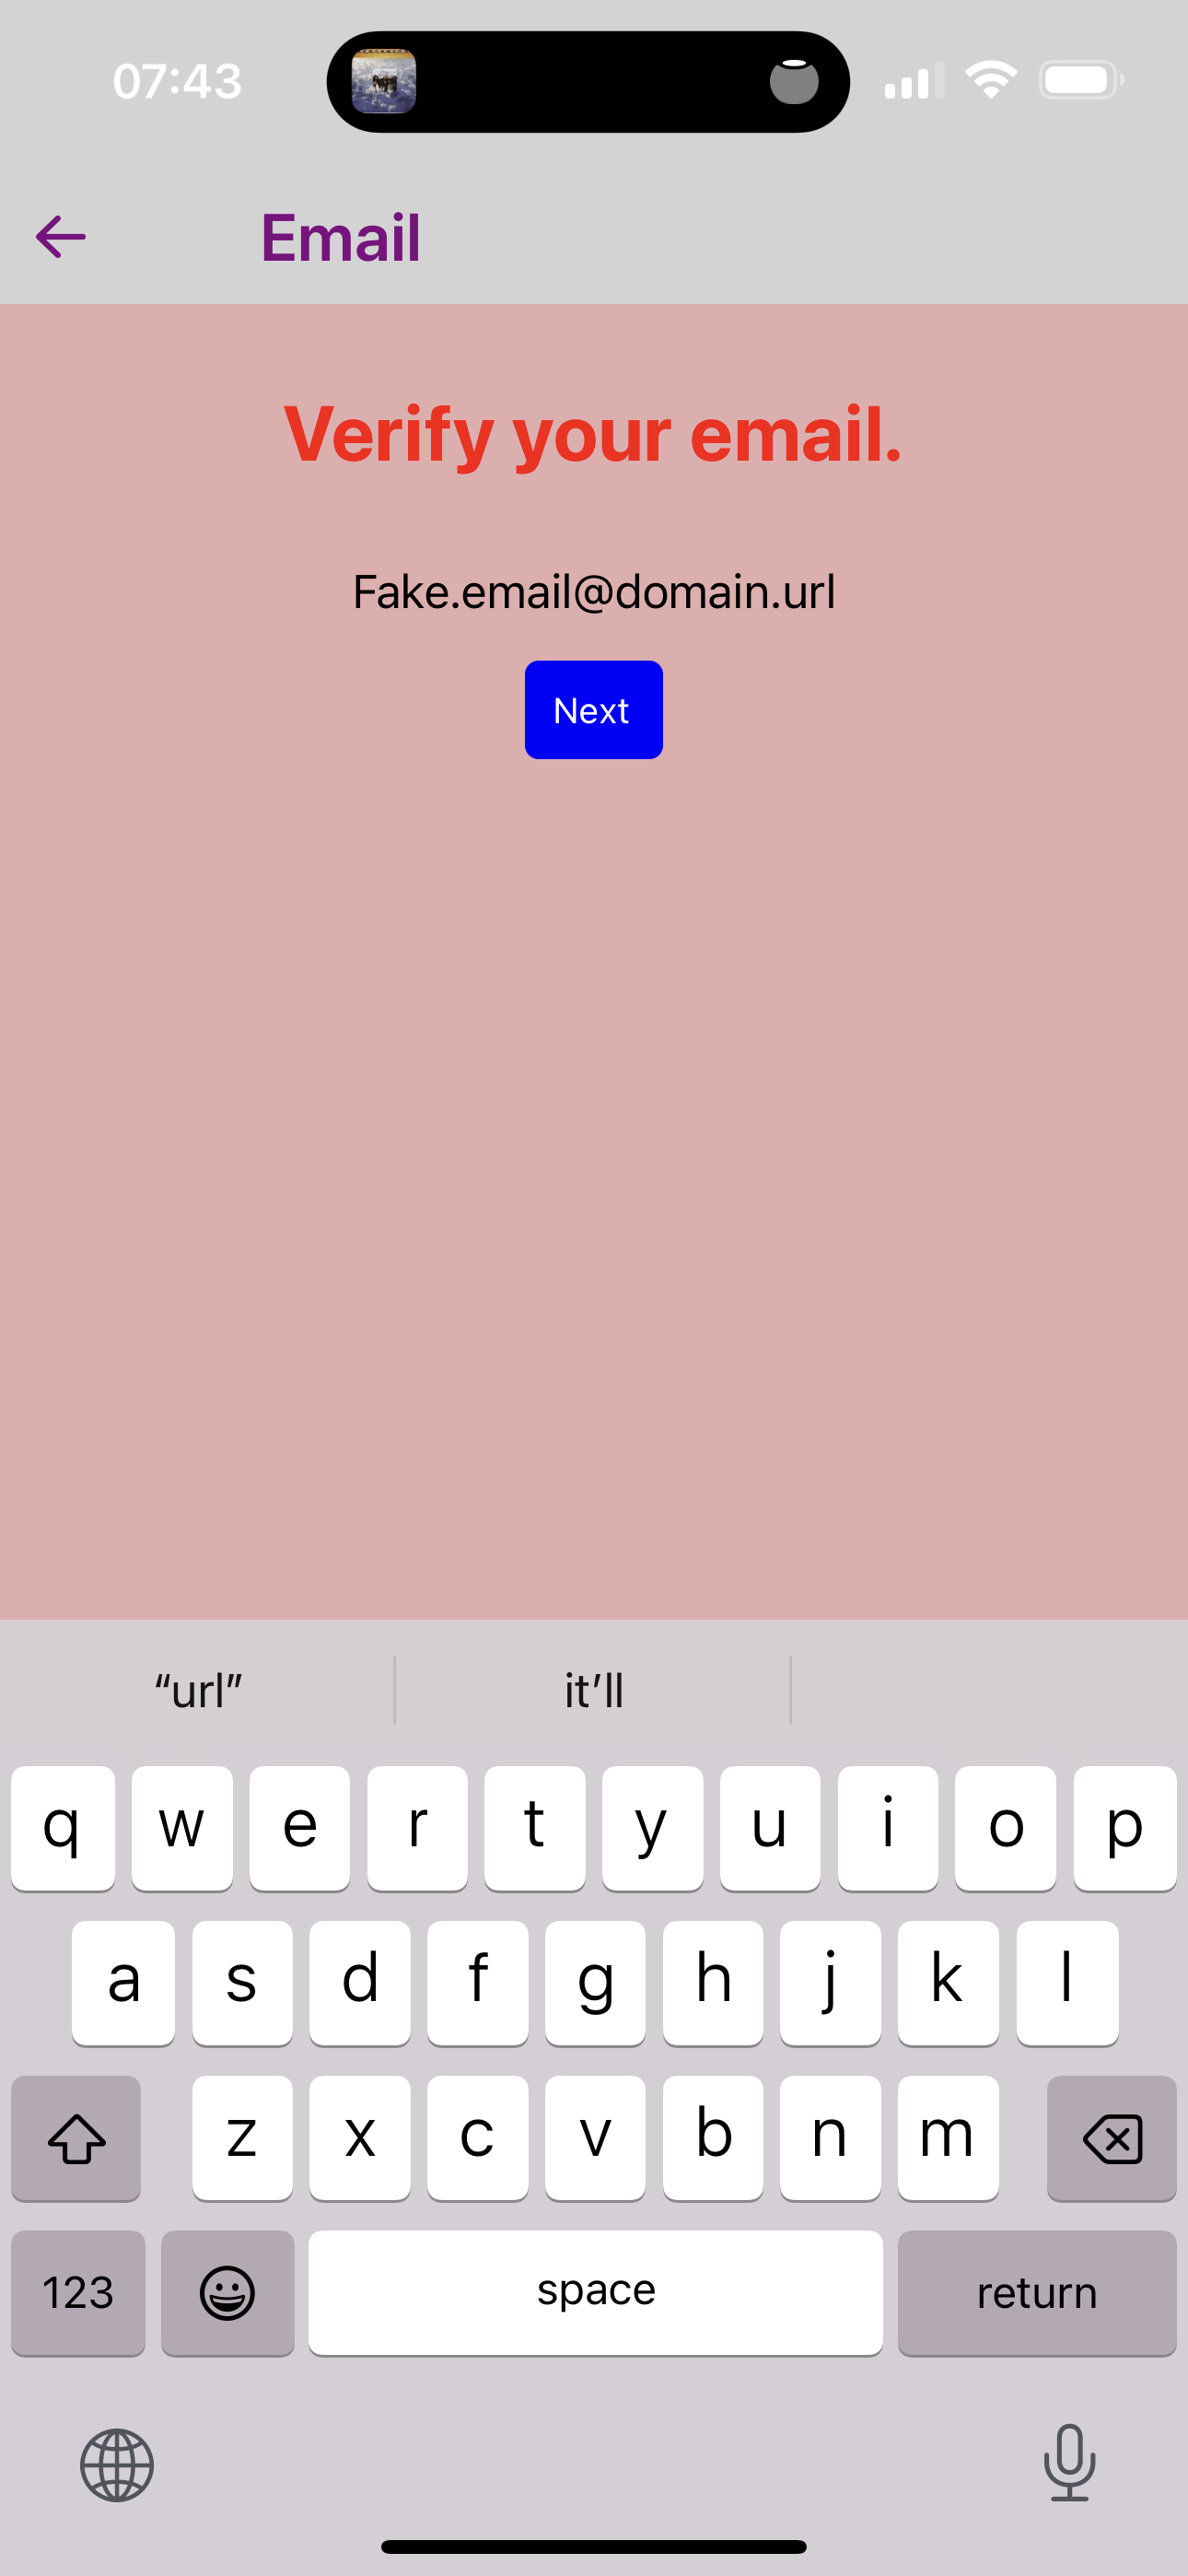 07:43
Email
Verify your email.
Fake.email@domain.url
Next
“url” it’ll
q w e r t y u i o p
a s d f g h j k l
z x c v b n m
123 space return